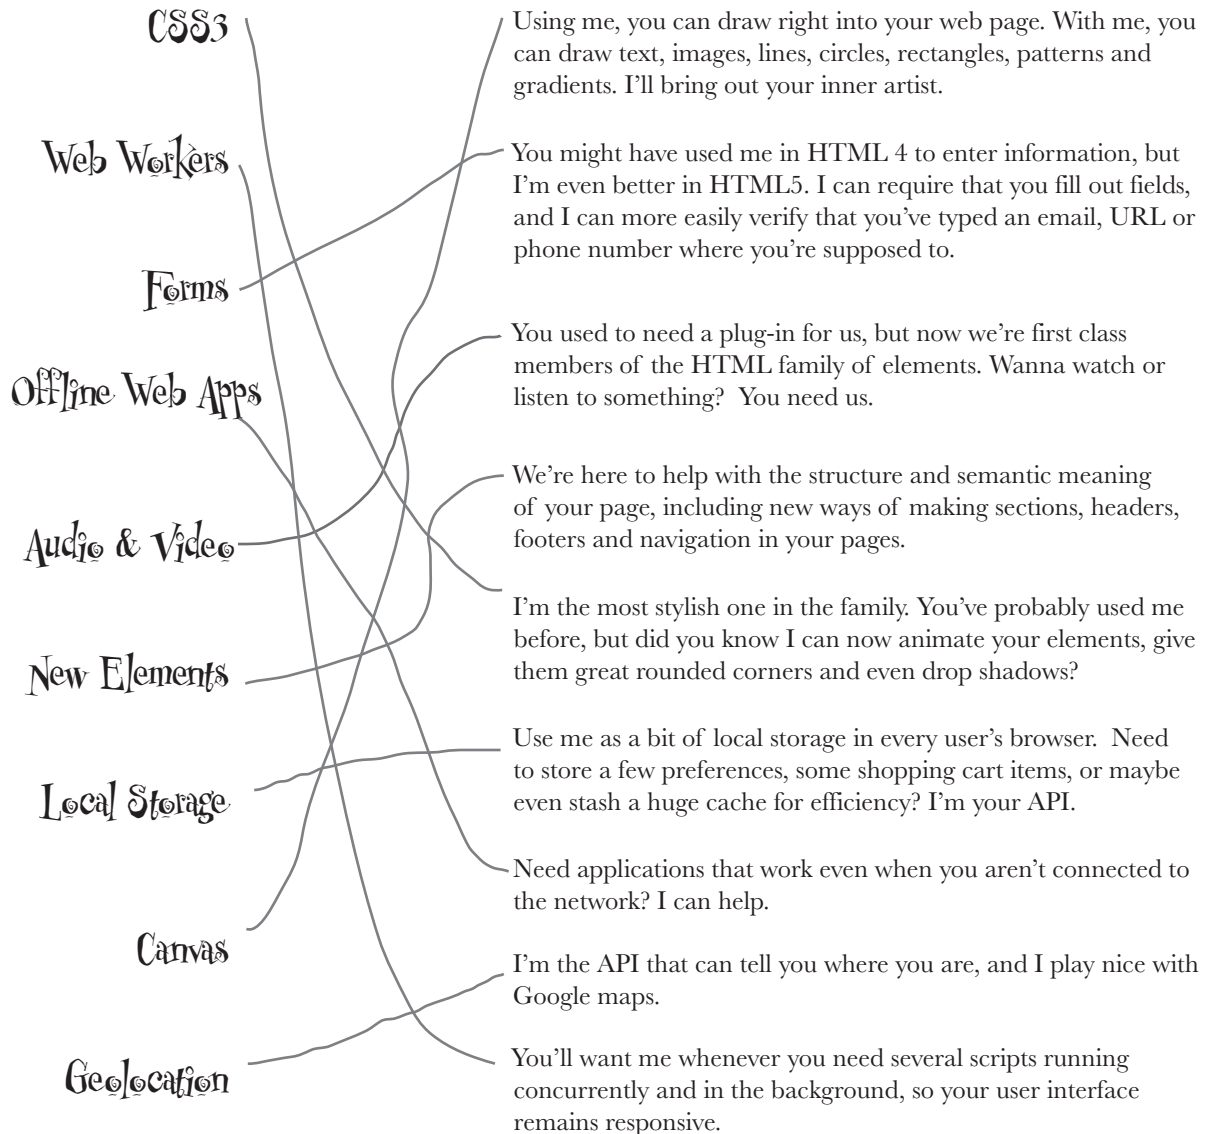 CSS3
Web Workers
Forms
Offline Web Apps
Audio & Video
New Elements
Local Storage
Canvas
Geolocation
Using me, you can draw right into your web page. With me, you
can draw text, images, lines, circles, rectangles, patterns and
gradients. I’ll bring out your inner artist.
You might have used me in HTML 4 to enter information, but
I’m even better in HTML5. I can require that you fill out fields,
and I can more easily verify that you’ve typed an email, URL or
phone number where you’re supposed to.
You used to need a plug-in for us, but now we’re first class
members of the HTML family of elements. Wanna watch or
listen to something? You need us.
We’re here to help with the structure and semantic meaning
of your page, including new ways of making sections, headers,
footers and navigation in your pages.
I’m the most stylish one in the family. You’ve probably used me
before, but did you know I can now animate your elements, give
them great rounded corners and even drop shadows?
Use me as a bit of local storage in every user’s browser. Need
to store a few preferences, some shopping cart items, or maybe
even stash a huge cache for efficiency? I’m your API.
Need applications that work even when you aren’t connected to
the network? I can help.
I’m the API that can tell you where you are, and I play nice with
Google maps.
You’ll want me whenever you need several scripts running
concurrently and in the background, so your user interface
remains responsive.